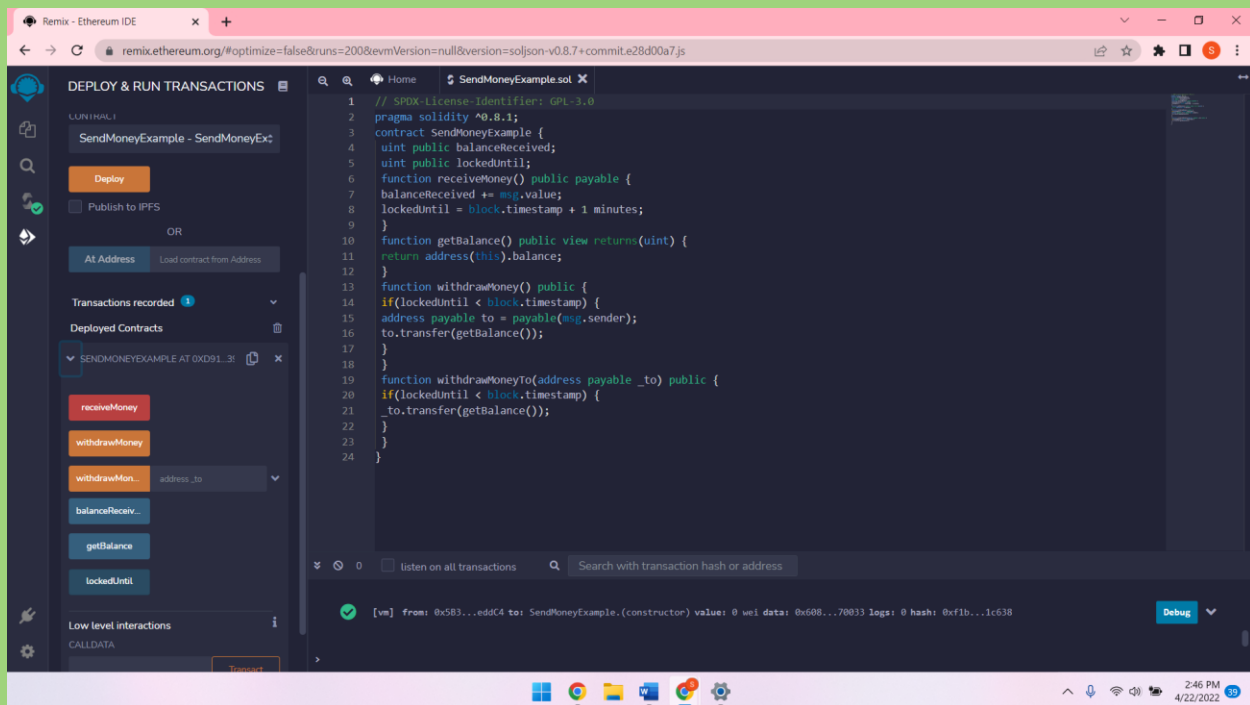 Remix - Ethereum IDE
remix.ethereum.org/#optimize=false&runs=200&evmVersion=null&version=soljson-v0.8.7+commit.e28d00a7.js
S
DEPLOY & RUN TRANSACTIONS
CONTRACT
SendMoneyExample - SendMoneyEx
Deploy
Publish to IPFS
OR
At Address Load contract from Address
Transactions recorded 1
Deployed Contracts
SENDMONEYEXAMPLE AT 0XD91...3
receiveMoney
withdrawMoney
withdrawMon... address _to
balanceReceiv...
getBalance
lockedUntil
Low level interactions i
CALLDATA
Transact
Home SendMoneyExample.sol
1 // SPDX-License-Identifier: GPL-3.0
2 pragma solidity ^0.8.1;
3 contract SendMoneyExample {
4 uint public balanceReceived;
5 uint public lockedUntil;
6 function receiveMoney() public payable {
7 balanceReceived += msg.value;
8 lockedUntil = block.timestamp + 1 minutes;
9 }
10 function getBalance() public view returns(uint) {
11 return address(this).balance;
12 }
13 function withdrawMoney() public {
14 if(lockedUntil < block.timestamp) {
15 address payable to = payable(msg.sender);
16 to.transfer(getBalance());
17 }
18 }
19 function withdrawMoneyTo(address payable _to) public {
20 if(lockedUntil < block.timestamp) {
21 _to.transfer(getBalance());
22 }
23 }
24 }
0 listen on all transactions Search with transaction hash or address
[vm] from: 0x5B3...eddC4 to: SendMoneyExample.(constructor) value: 0 wei data: 0x608...70033 logs: 0 hash: 0xf1b...1c638 Debug
>
2:46 PM
4/22/2022 39